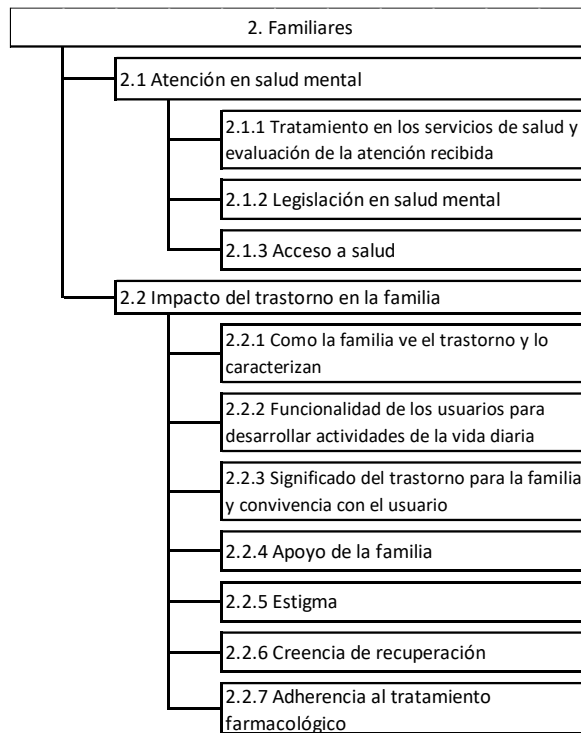 2. Familiares
2.1 Atención en salud mental
2.1.1 Tratamiento en los servicios de salud y
evaluación de la atención recibida
2.1.2 Legislación en salud mental
2.1.3 Acceso a salud
2.2 Impacto del trastorno en la familia
2.2.1 Como la familia ve el trastorno y lo
caracterizan
2.2.2 Funcionalidad de los usuarios para
desarrollar actividades de la vida diaria
2.2.3 Significado del trastorno para la familia
y convivencia con el usuario
2.2.4 Apoyo de la familia
2.2.5 Estigma
2.2.6 Creencia de recuperación
2.2.7 Adherencia al tratamiento
farmacológico